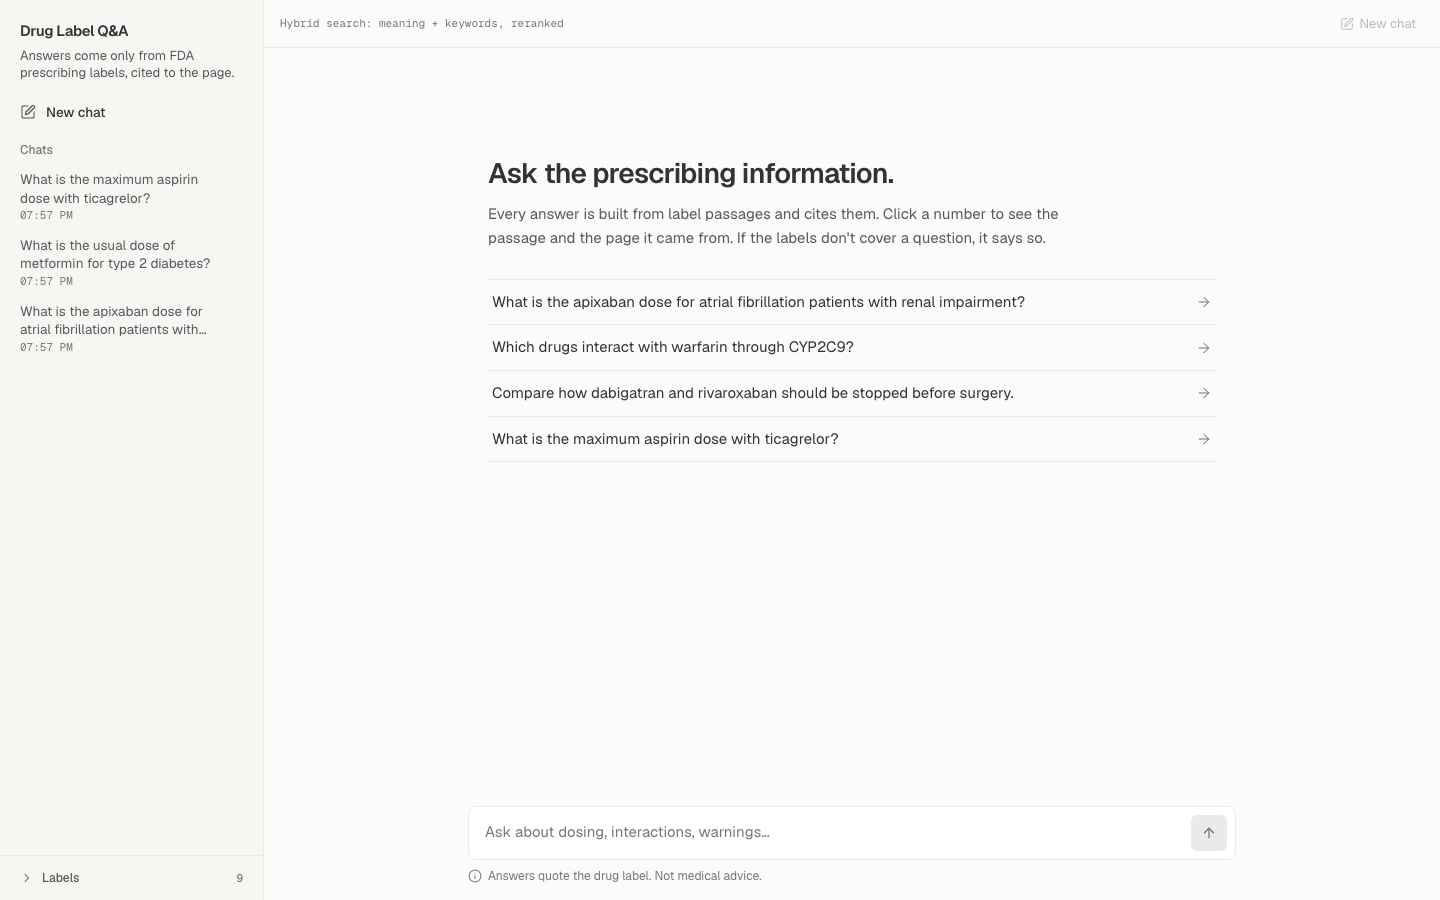 Drug Label Q&A
Answers come only from FDA
prescribing labels, cited to the page.
New chat
Chats
What is the maximum aspirin
dose with ticagrelor?
07:57 PM
What is the usual dose of
metformin for type 2 diabetes?
07:57 PM
What is the apixaban dose for
atrial fibrillation patients with…
07:57 PM
Labels
9
Hybrid search: meaning + keywords, reranked
New chat
Ask the prescribing information.
Every answer is built from label passages and cites them. Click a number to see the
passage and the page it came from. If the labels don't cover a question, it says so.
What is the apixaban dose for atrial fibrillation patients with renal impairment?
Which drugs interact with warfarin through CYP2C9?
Compare how dabigatran and rivaroxaban should be stopped before surgery.
What is the maximum aspirin dose with ticagrelor?
Ask about dosing, interactions, warnings…
Answers quote the drug label. Not medical advice.